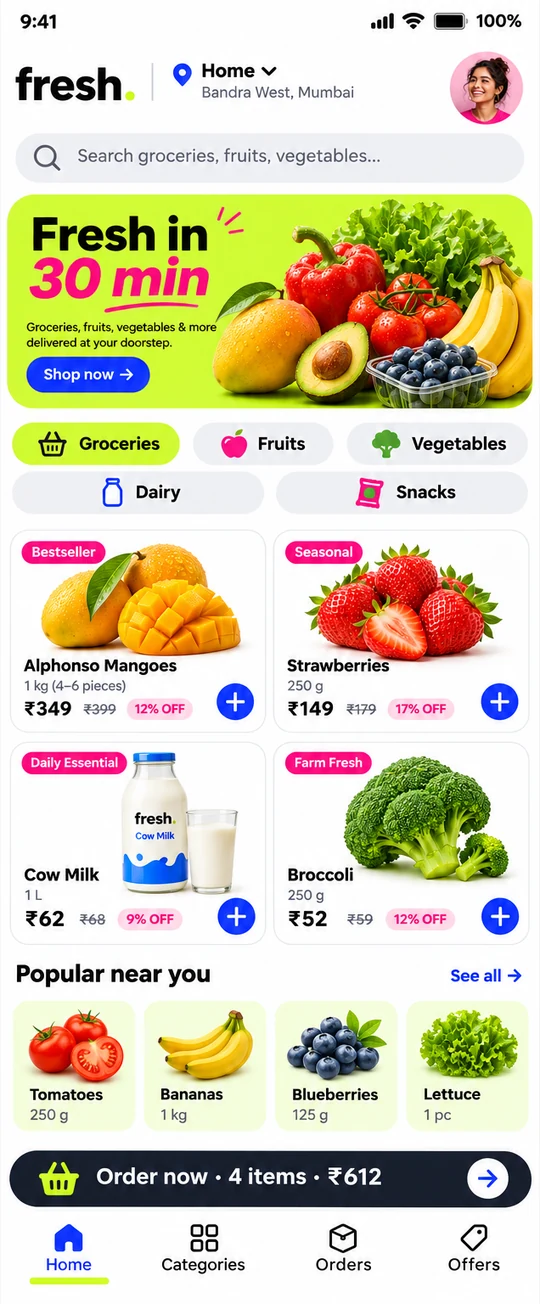 9:41
100%
fresh.
Home
Bandra West, Mumbai
Search groceries, fruits, vegetables...
Fresh in
30 min
Groceries, fruits, vegetables & more
delivered at your doorstep.
Shop now →
Groceries
Fruits
Vegetables
Dairy
Snacks
Bestseller
Alphonso Mangoes
1 kg (4–6 pieces)
₹349 ₹399 12% OFF
Seasonal
Strawberries
250 g
₹149 ₹179 17% OFF
Daily Essential
fresh.
Cow Milk
Cow Milk
1 L
₹62 ₹68 9% OFF
Farm Fresh
Broccoli
250 g
₹52 ₹59 12% OFF
Popular near you
See all →
Tomatoes
250 g
Bananas
1 kg
Blueberries
125 g
Lettuce
1 pc
Order now • 4 items • ₹612
Home
Categories
Orders
Offers